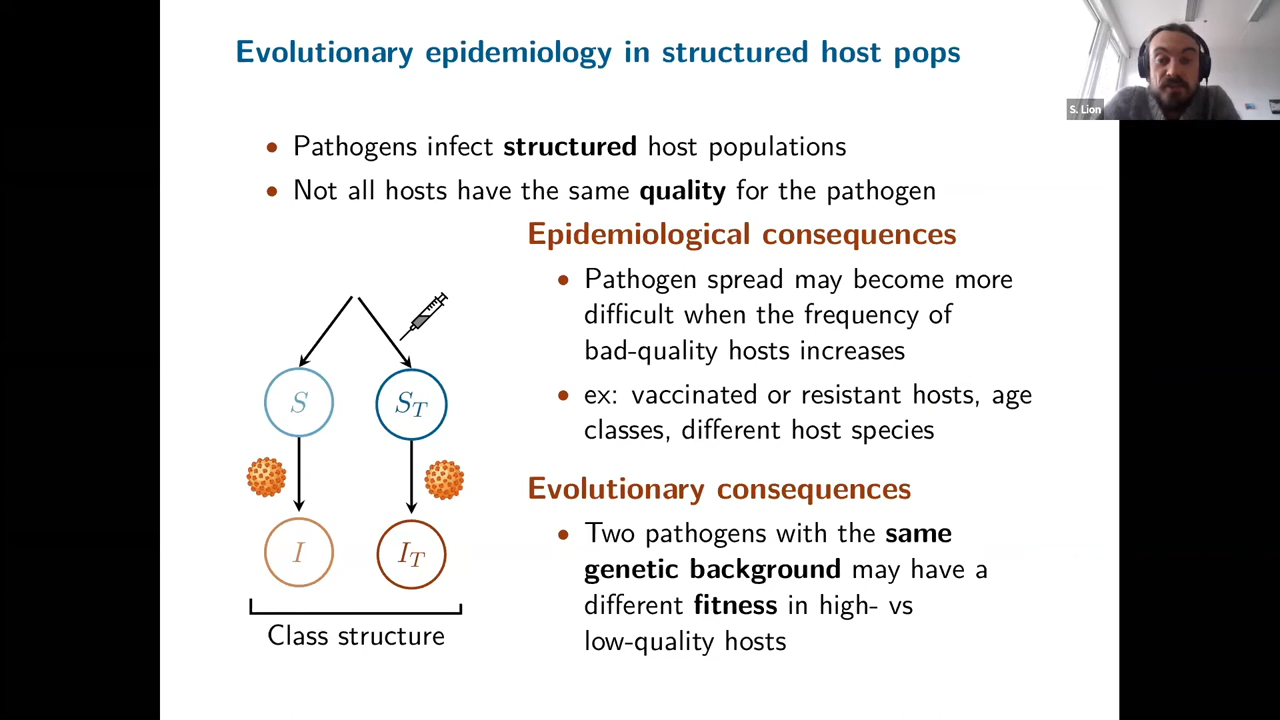 Evolutionary epidemiology in structured host pops
S. Lion
• Pathogens infect structured host populations
• Not all hosts have the same quality for the pathogen
Epidemiological consequences
• Pathogen spread may become more
difficult when the frequency of
bad-quality hosts increases
• ex: vaccinated or resistant hosts, age
classes, different host species
Evolutionary consequences
• Two pathogens with the same
genetic background may have a
different fitness in high- vs
low-quality hosts
S S_T
I I_T
Class structure